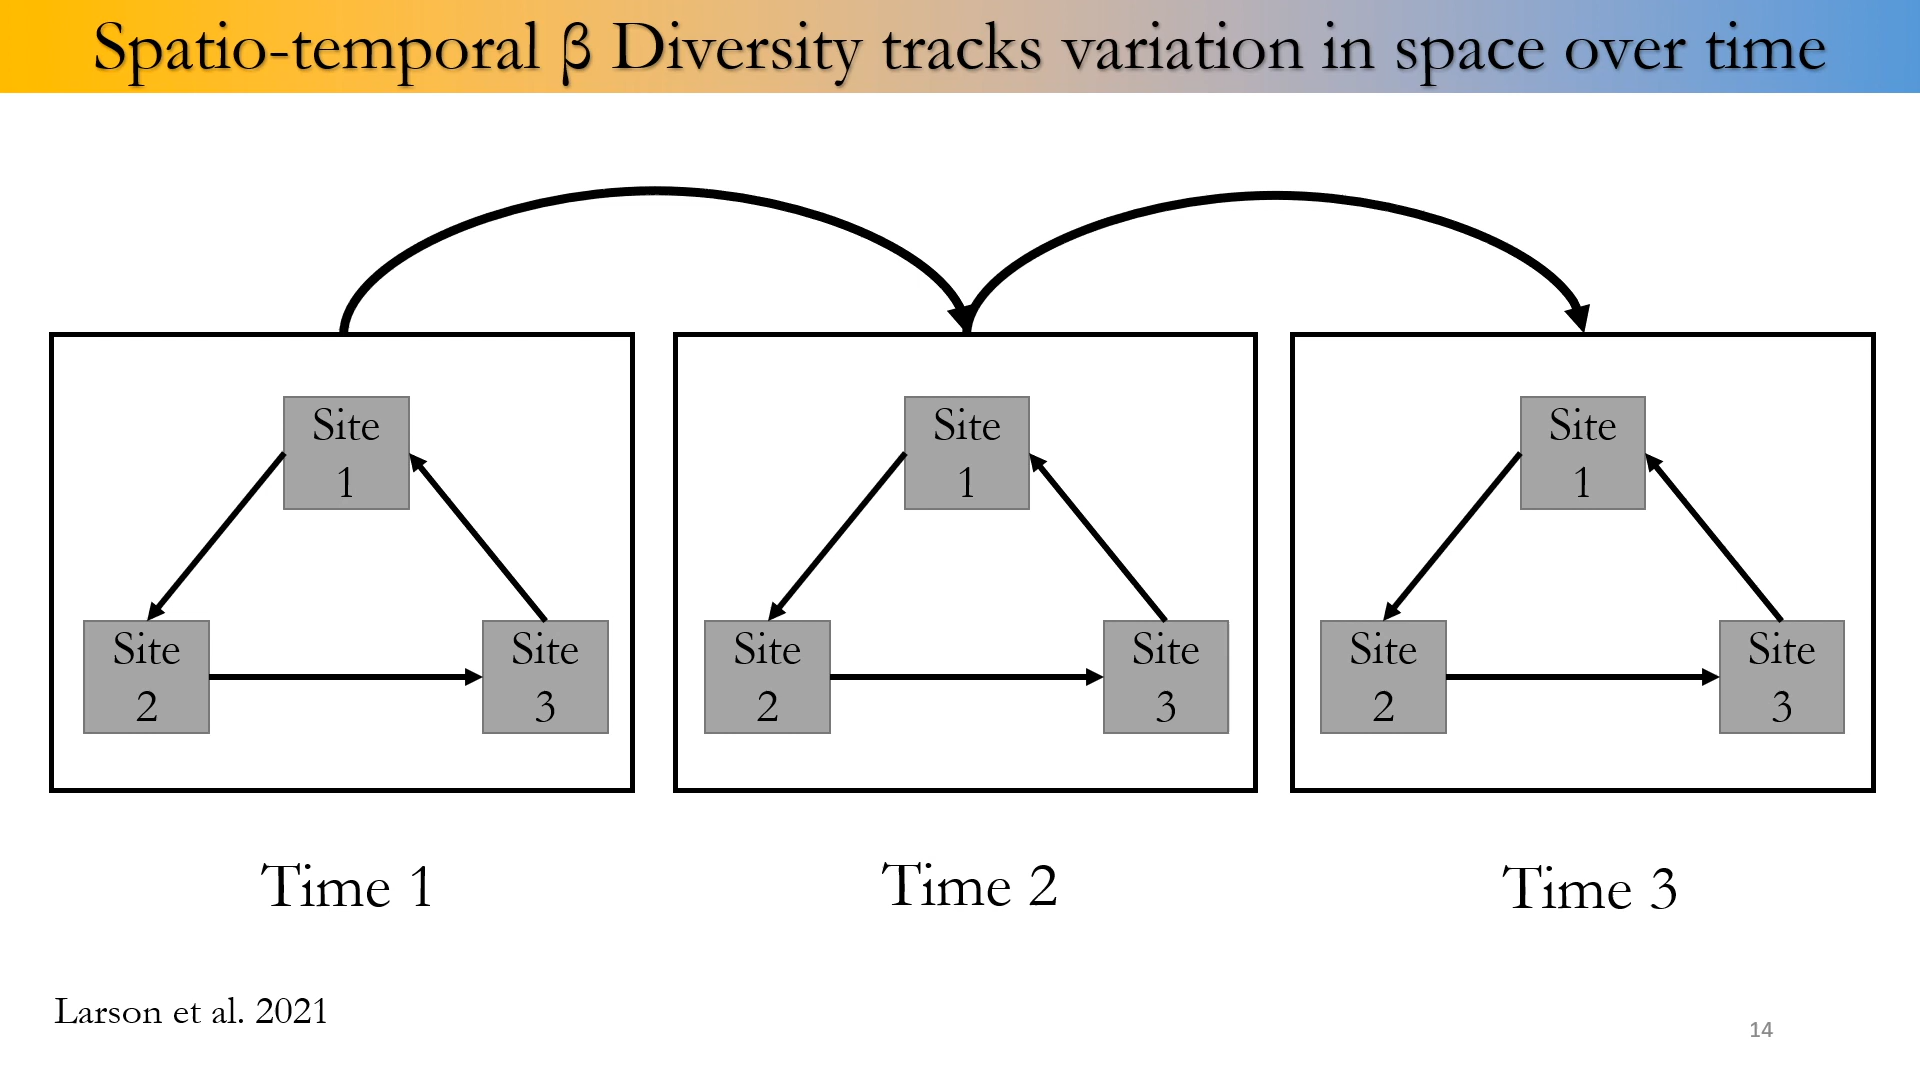 Spatio-temporal β Diversity tracks variation in space over time
Site
1
Site
2
Site
3
Site
1
Site
2
Site
3
Site
1
Site
2
Site
3
Time 1
Time 2
Time 3
Larson et al. 2021
14